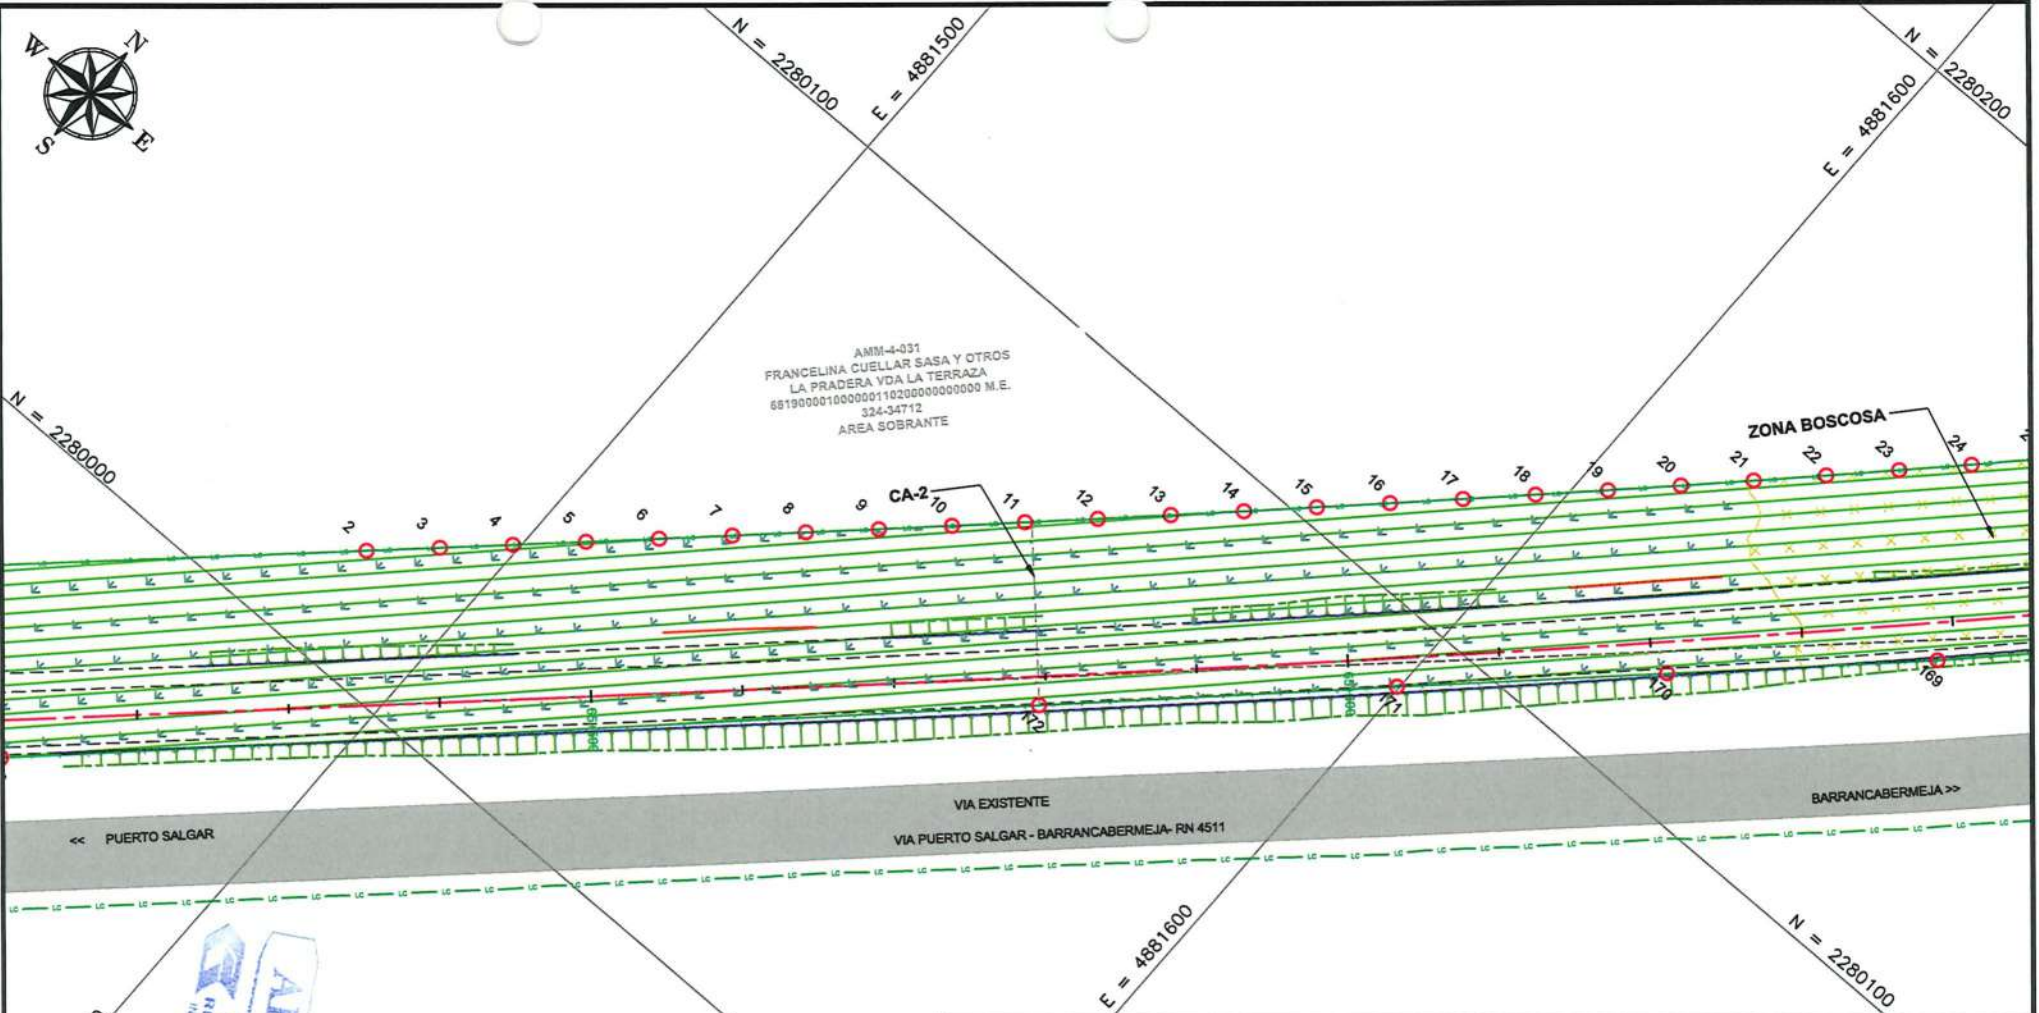 W N
S E
N = 2280100
E = 4881500
N = 2280200
E = 4881600
N = 2280000
AMM-4-031
FRANCELINA CUELLAR SASA Y OTROS
LA PRADERA VDA LA TERRAZA
M.E.
324-34712
AREA SOBRANTE
ZONA BOSCOSA
CA-2
2 3 4 5 6 7 8 9 10 11 12 13 14 15 16 17 18 19 20 21 22 23 24
172 171 170 169
VIA EXISTENTE
BARRANCABERMEJA >>
<< PUERTO SALGAR
VIA PUERTO SALGAR - BARRANCABERMEJA- RN 4511
E = 4881600
N = 2280100